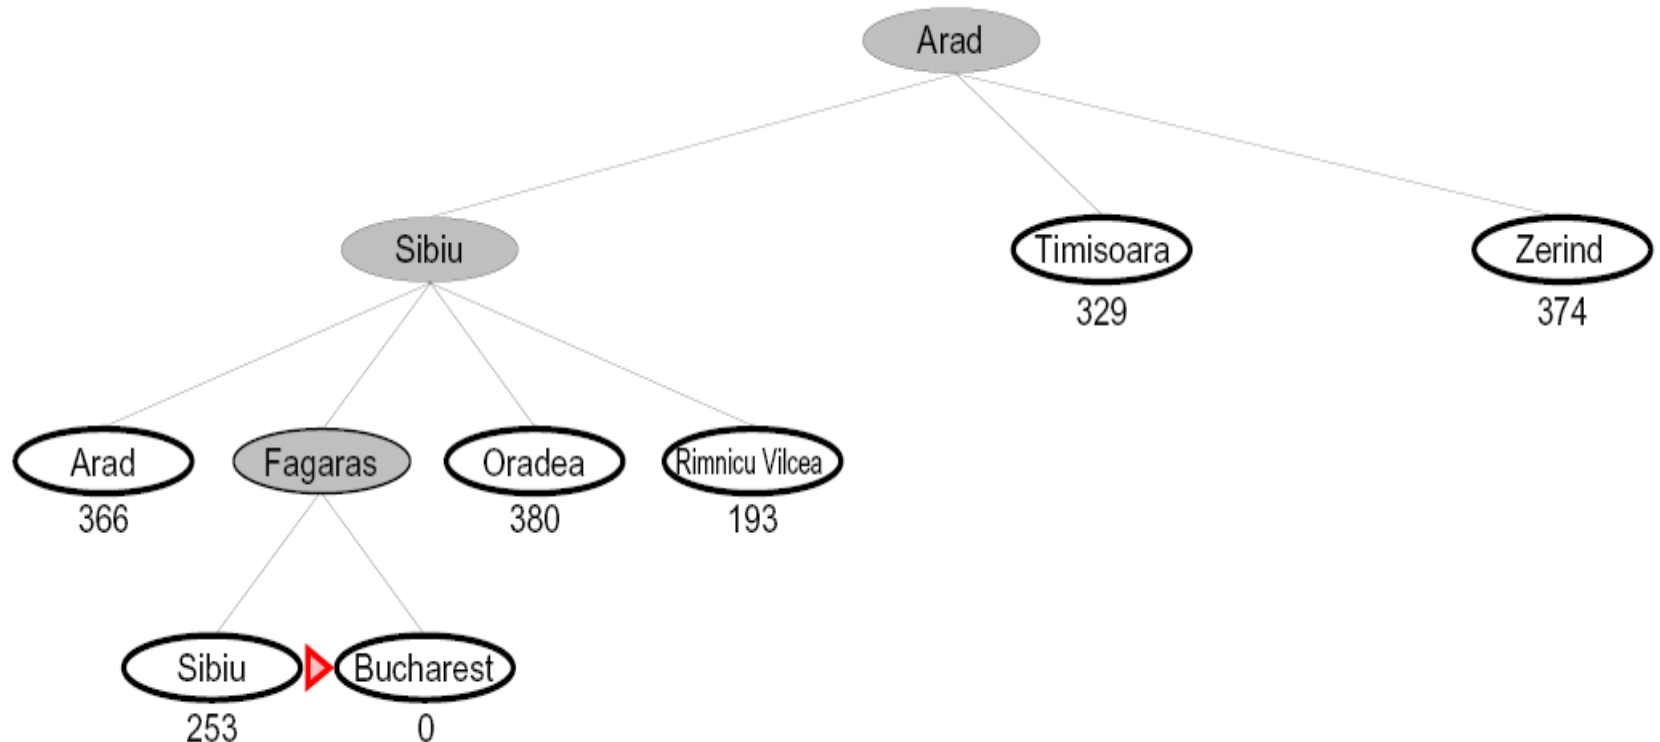 Arad
Sibiu
Timisoara
Zerind
329
374
Arad
Fagaras
Oradea
Rimnicu Vilcea
366
380
193
Sibiu
Bucharest
253
0